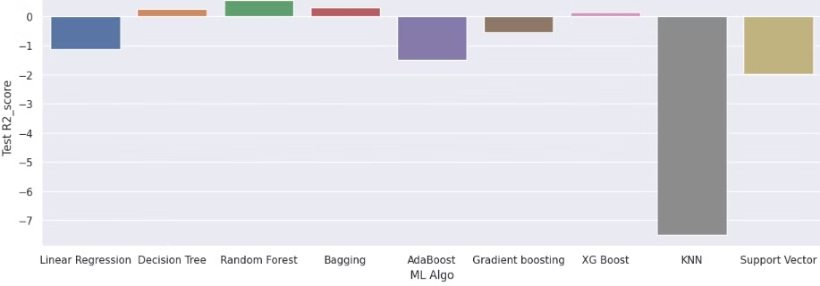 Test R2_score
0
−1
−2
−3
−4
−5
−6
−7
Linear Regression Decision Tree Random Forest Bagging AdaBoost Gradient boosting XG Boost KNN Support Vector
ML Algo